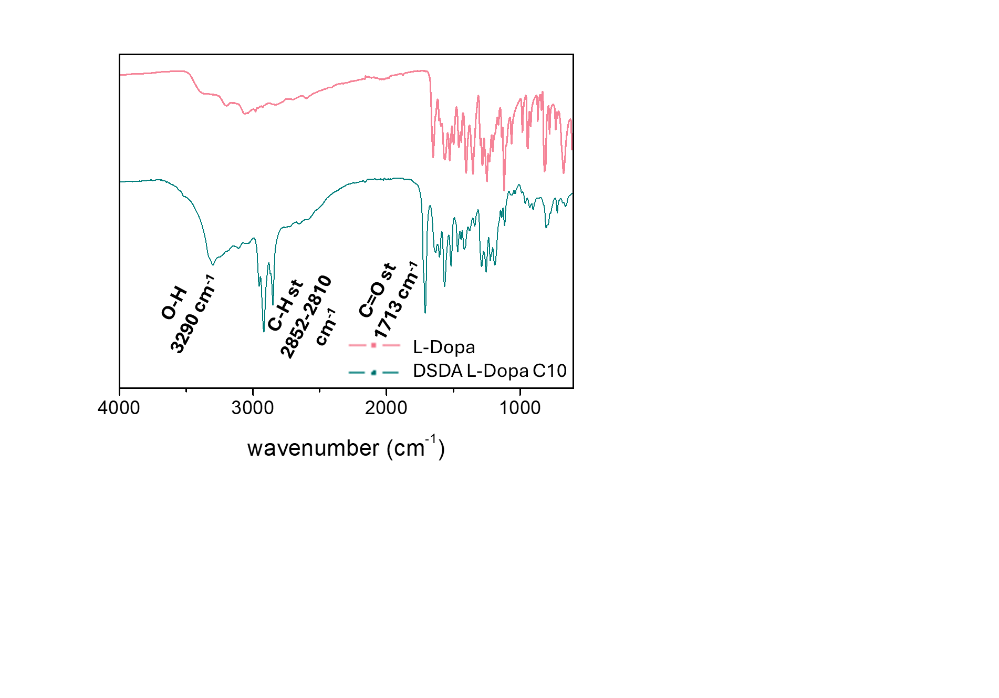 O-H
3290 cm-1
C-H st
2852-2810
cm-1
C=O st
1713 cm-1
L-Dopa
DSDA L-Dopa C10
4000
3000
2000
1000
wavenumber (cm-1)